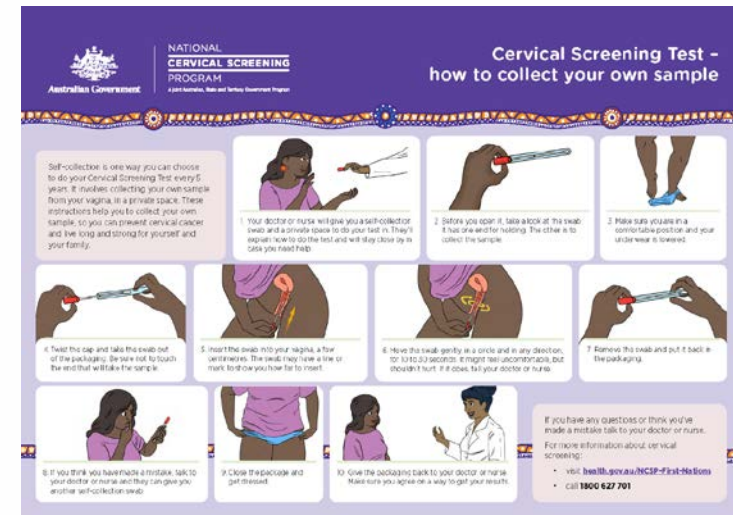 Australian Government
NATIONAL
CERVICAL SCREENING
PROGRAM
A joint Australian, State and Territory Government Program
Cervical Screening Test –
how to collect your own sample
Self-collection is one way you can choose
to do your Cervical Screening Test every 5
years. It involves collecting your own sample
from your vagina, in a private space. These
instructions help you to collect your own
sample, so you can prevent cervical cancer
and live long and strong for yourself and
your family.
1. Your doctor or nurse will give you a self-collection
swab and a private space to do your test in. They'll
explain how to do the test and will stay close by in
case you need help.
2. Before you open it, take a look at the swab.
It has one end for holding. The other is to
collect the sample.
3. Make sure you are in a
comfortable position and your
underwear is lowered.
4. Twist the cap and take the swab out
of the packaging. Be sure not to touch
the end that will take the sample.
5. Insert the swab into your vagina, a few
centimetres. The swab may have a line or
mark to show you how far to insert.
6. Move the swab gently in a circle and in any direction,
for 10 to 30 seconds. It might feel uncomfortable, but
shouldn't hurt. If it does, tell your doctor or nurse.
7. Remove the swab and put it back in
the packaging.
8. If you think you have made a mistake, talk to
your doctor or nurse and they can give you
another self-collection swab.
9. Close the package and
get dressed.
10. Give the packaging back to your doctor or nurse.
Make sure you agree on a way to get your results.
If you have any questions or think you've
made a mistake talk to your doctor or nurse.
For more information about cervical
screening:
• visit health.gov.au/NCSP-First-Nations
• call 1800 627 701